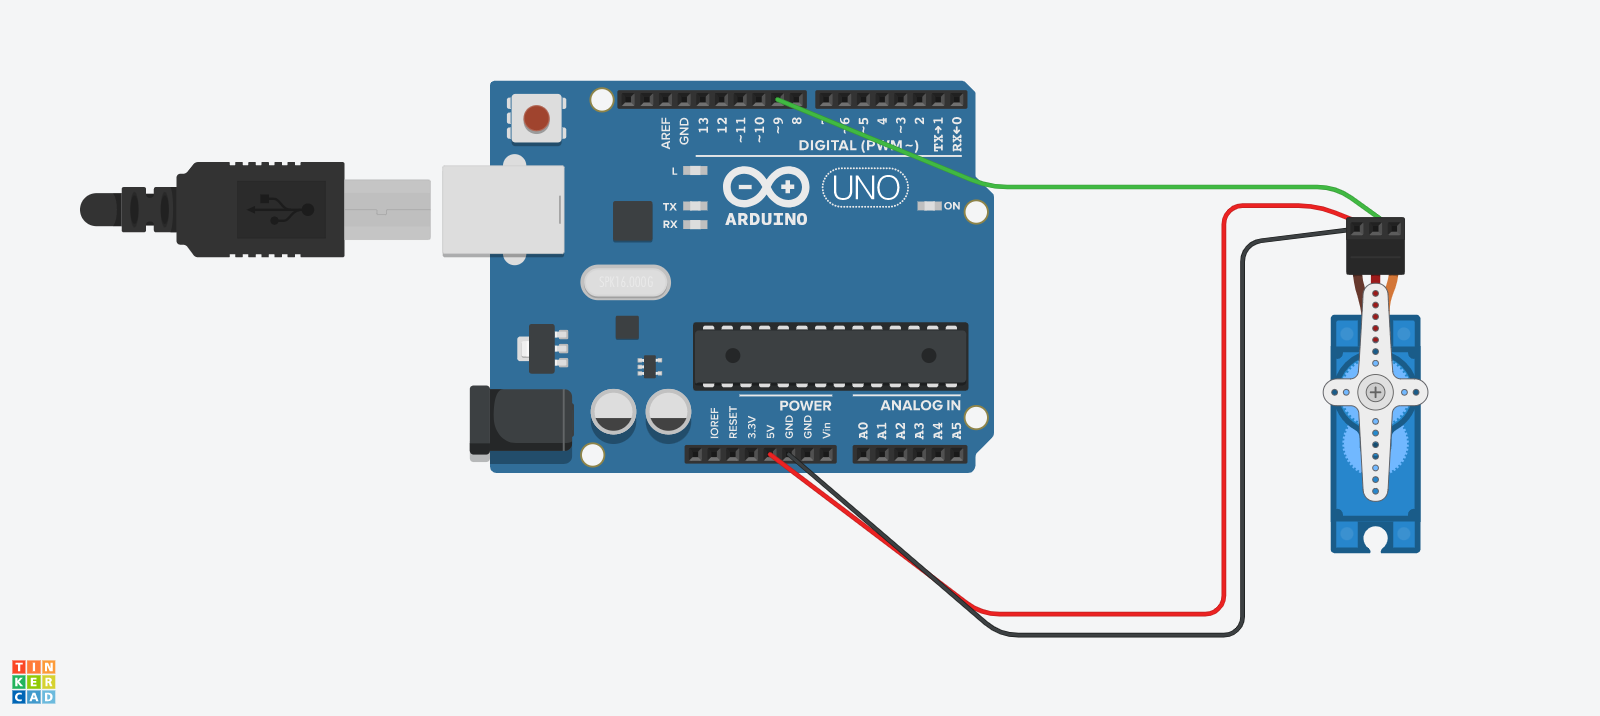 AREF
GND
13
12
~11
~10
~9
8
~6
~5
4
~3
2
TX→1
RX←0
DIGITAL (PWM~)
L
TX
RX
ARDUINO
UNO
ON
SPK16.000G
POWER
ANALOG IN
IOREF
RESET
3.3V
5V
GND
GND
Vin
A0
A1
A2
A3
A4
A5
TIN
KER
CAD